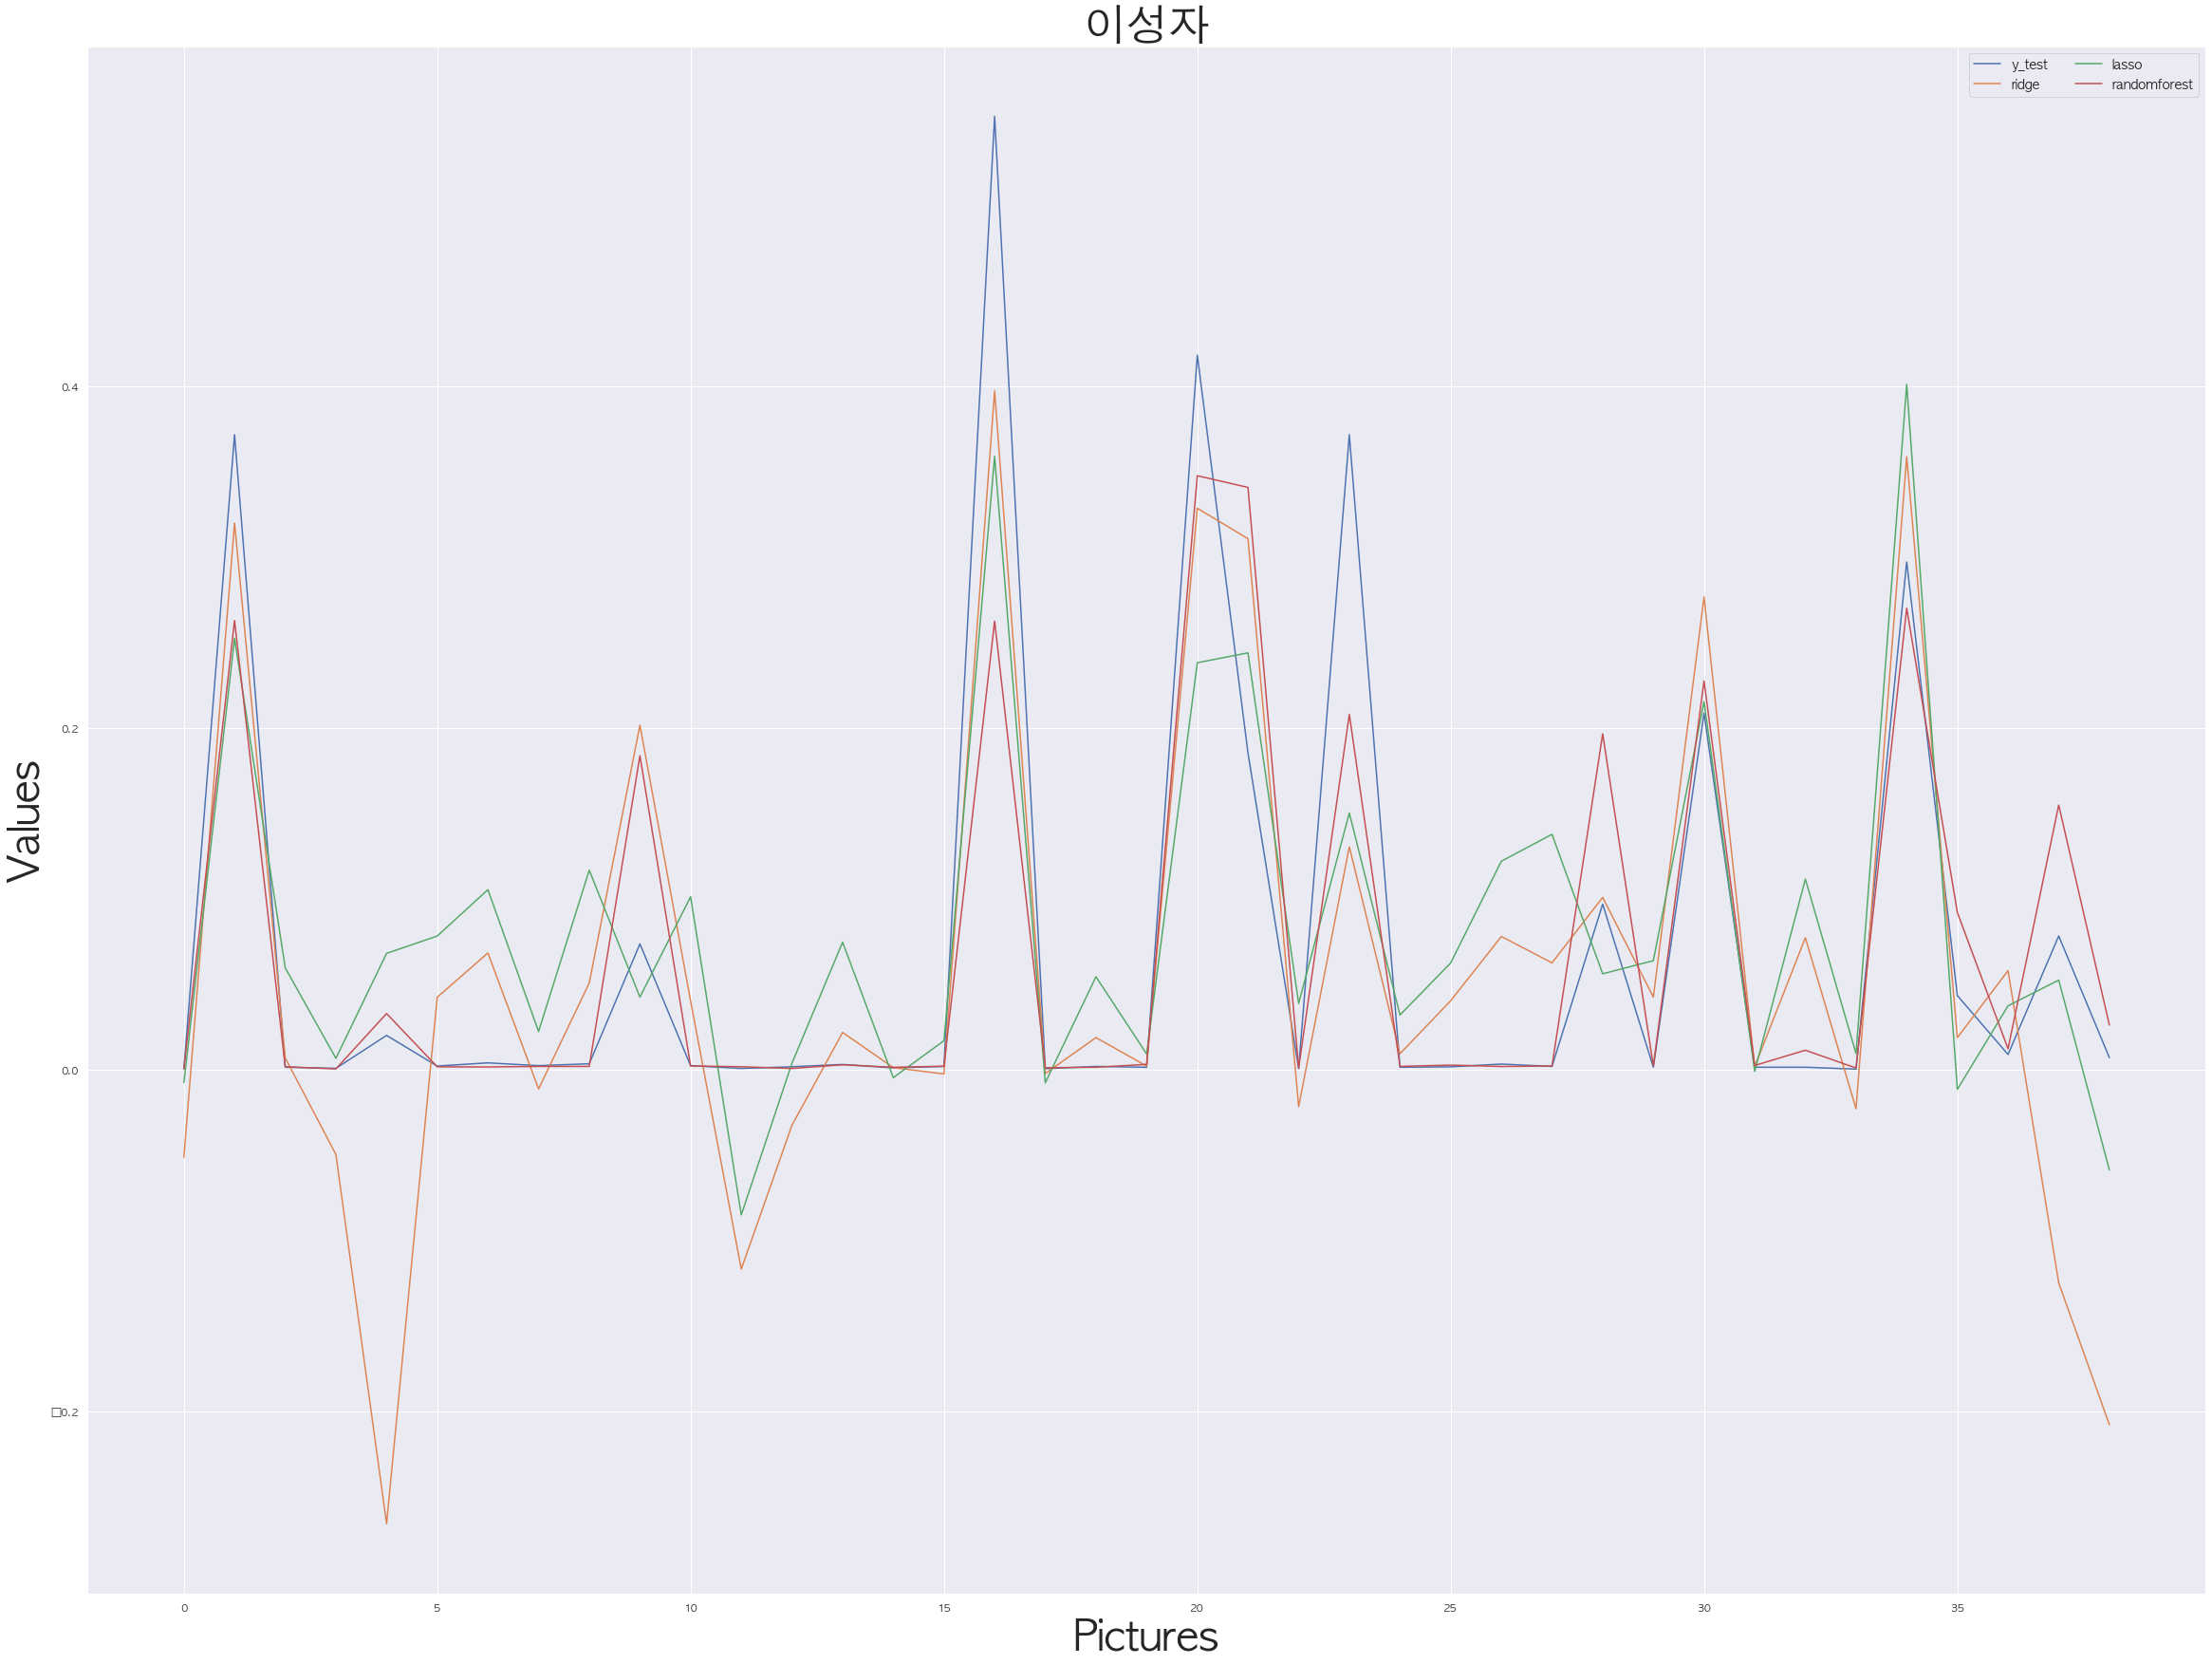 이성자
y_test
ridge
lasso
randomforest
Values
0.4
0.2
0.0
□0.2
0 5 10 15 20 25 30 35
Pictures